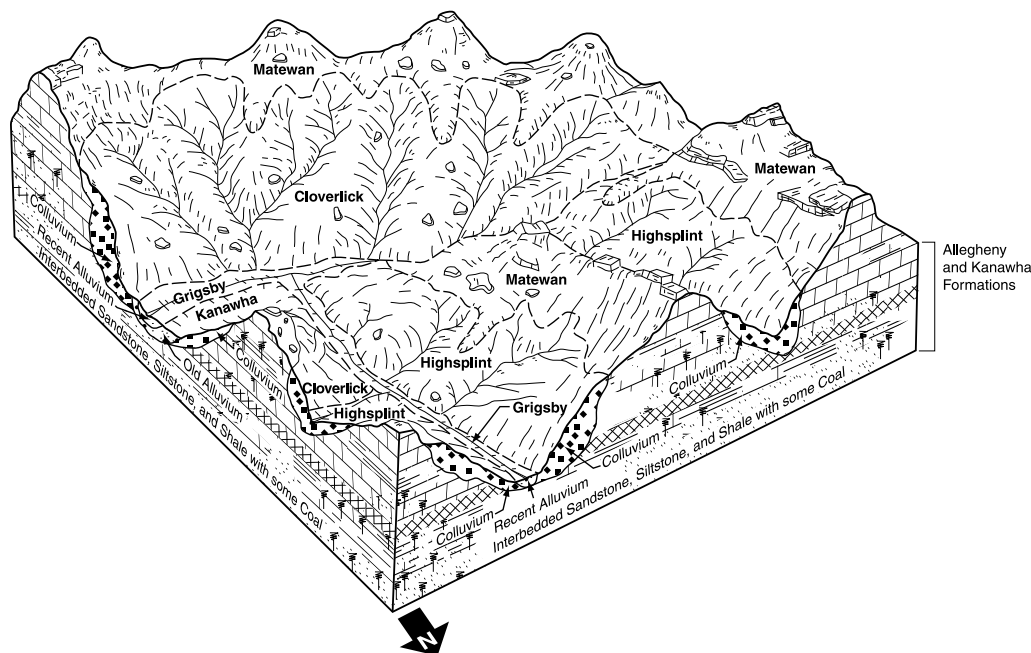 Matewan
Matewan
Cloverlick
Highsplint
Matewan
Grigsby
Kanawha
Highsplint
Cloverlick
Highsplint
Grigsby
Allegheny
and Kanawha
Formations
Colluvium
Recent Alluvium
Interbedded Sandstone, Siltstone, and Shale with some Coal
Old Alluvium
Colluvium
Colluvium
Colluvium
Colluvium
Recent Alluvium
Interbedded Sandstone, Siltstone, and Shale with some Coal
N